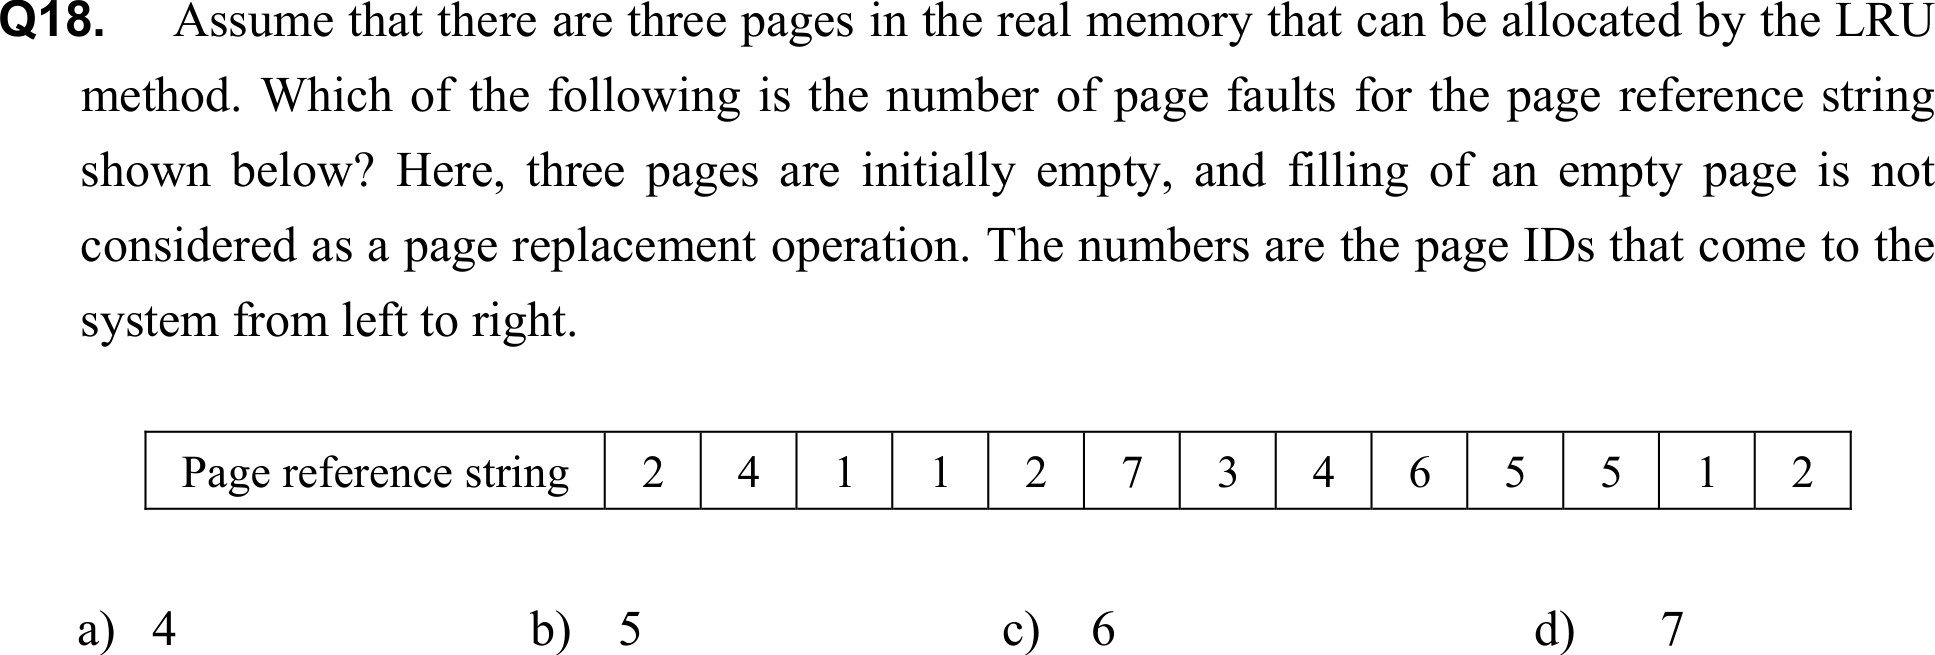 Q18. Assume that there are three pages in the real memory that can be allocated by the LRU
method. Which of the following is the number of page faults for the page reference string
shown below? Here, three pages are initially empty, and filling of an empty page is not
considered as a page replacement operation. The numbers are the page IDs that come to the
system from left to right.
Page reference string 2 4 1 1 2 7 3 4 6 5 5 1 2
a) 4 b) 5 c) 6 d) 7